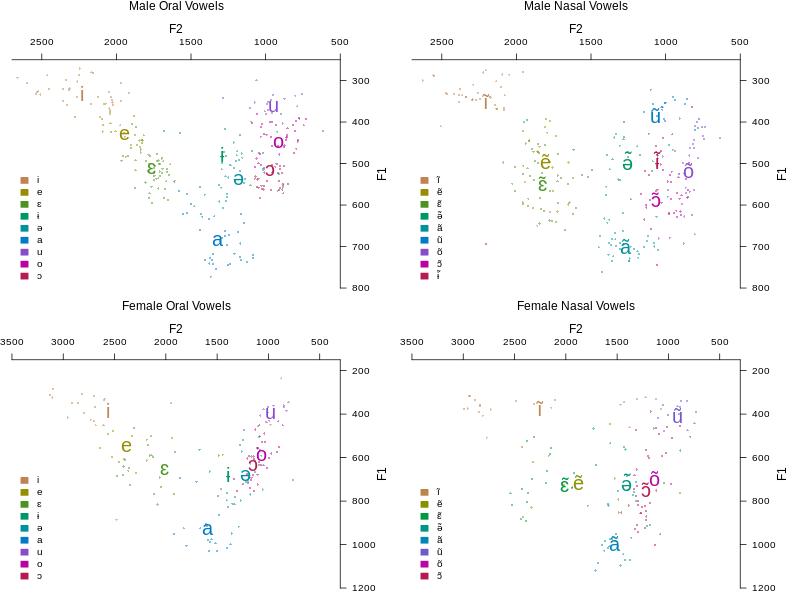 Male Oral Vowels
F2
2500 2000 1500 1000 500
300
400
500
600
700
800
F1
i
e
ɛ
ɨ
ə
a
u
o
ɔ
i
e
ɛ
ɨ
ə
a
u
o
ɔ
Male Nasal Vowels
F2
2500 2000 1500 1000 500
300
400
500
600
700
800
F1
ĩ
ũ
ẽ
ɛ̃
ə̃
ɨ̃
õ
ɔ̃
ã
ĩ
ẽ
ɛ̃
ə̃
ã
ũ
õ
ɔ̃
ɨ̃
Female Oral Vowels
F2
3500 3000 2500 2000 1500 1000 500
200
400
600
800
1000
1200
F1
i
u
e
o
ɔ
ɛ
ɨ
ə
a
i
e
ɛ
ɨ
ə
a
u
o
ɔ
Female Nasal Vowels
F2
3500 3000 2500 2000 1500 1000 500
200
400
600
800
1000
1200
F1
ĩ
ũ
ɛ̃
ẽ
ə̃
õ
ɔ̃
ã
ĩ
ẽ
ɛ̃
ə̃
ã
ũ
õ
ɔ̃